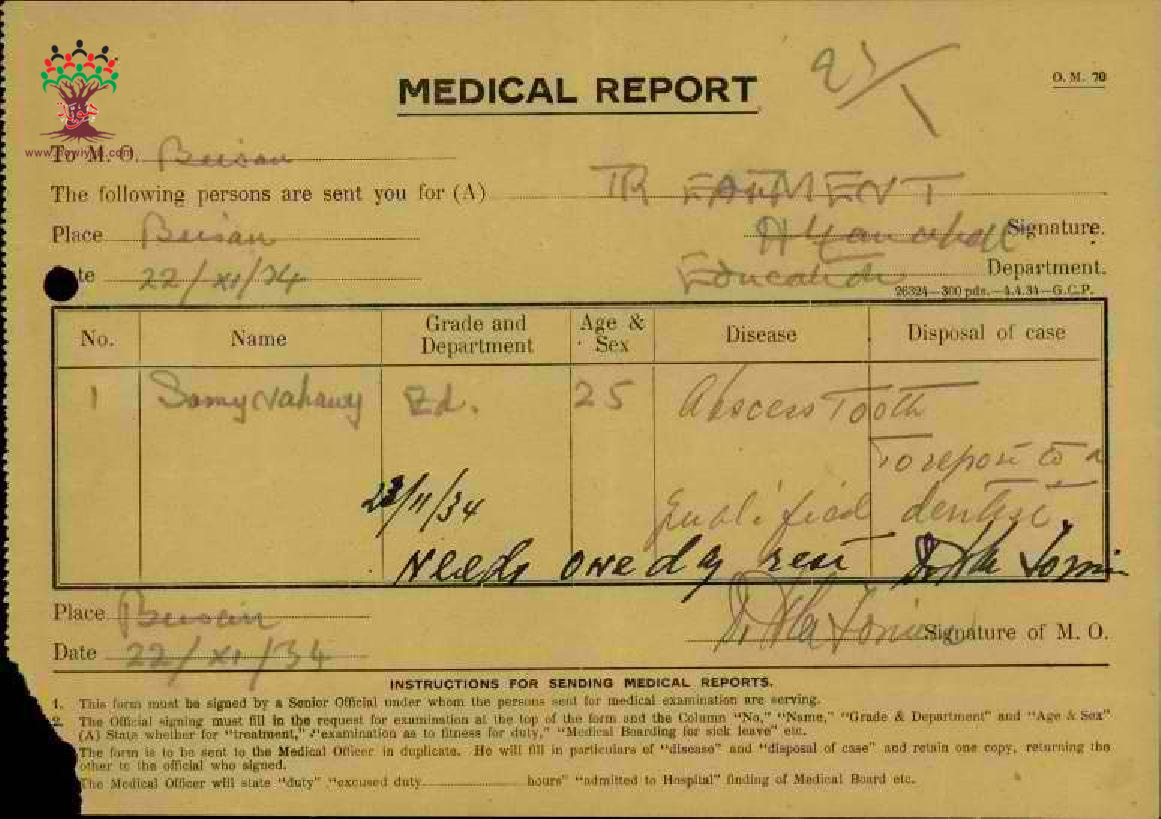 MEDICAL REPORT
O. M. 70
To M. O. Beisan
The following persons are sent you for (A) TREATMENT
Place Beisan Signature.
Date 22/XI/34 Education Department.
26324—300 pds.—4.4.34—G.C.P.
No. Name Grade and Department Age & Sex Disease Disposal of case
1 Samy Ed. 25 Abscess Tooth
To report to a
qualified dentist
23/11/34
Needs one day rest Dr
Place Beisan
Dr Signature of M. O.
Date 22/XI/34
INSTRUCTIONS FOR SENDING MEDICAL REPORTS.
1. This form must be signed by a Senior Official under whom the persons sent for medical examination are serving.
2. The Official signing must fill in the request for examination at the top of the form and the Column “No,” “Name,” “Grade & Department” and “Age & Sex”
(A) State whether for “treatment,” “examination as to fitness for duty,” “Medical Boarding for sick leave” etc.
The form is to be sent to the Medical Officer in duplicate. He will fill in particulars of “disease” and “disposal of case” and retain one copy, returning the
other to the official who signed.
The Medical Officer will state “duty” “excused duty........................ hours” “admitted to Hospital” finding of Medical Board etc.